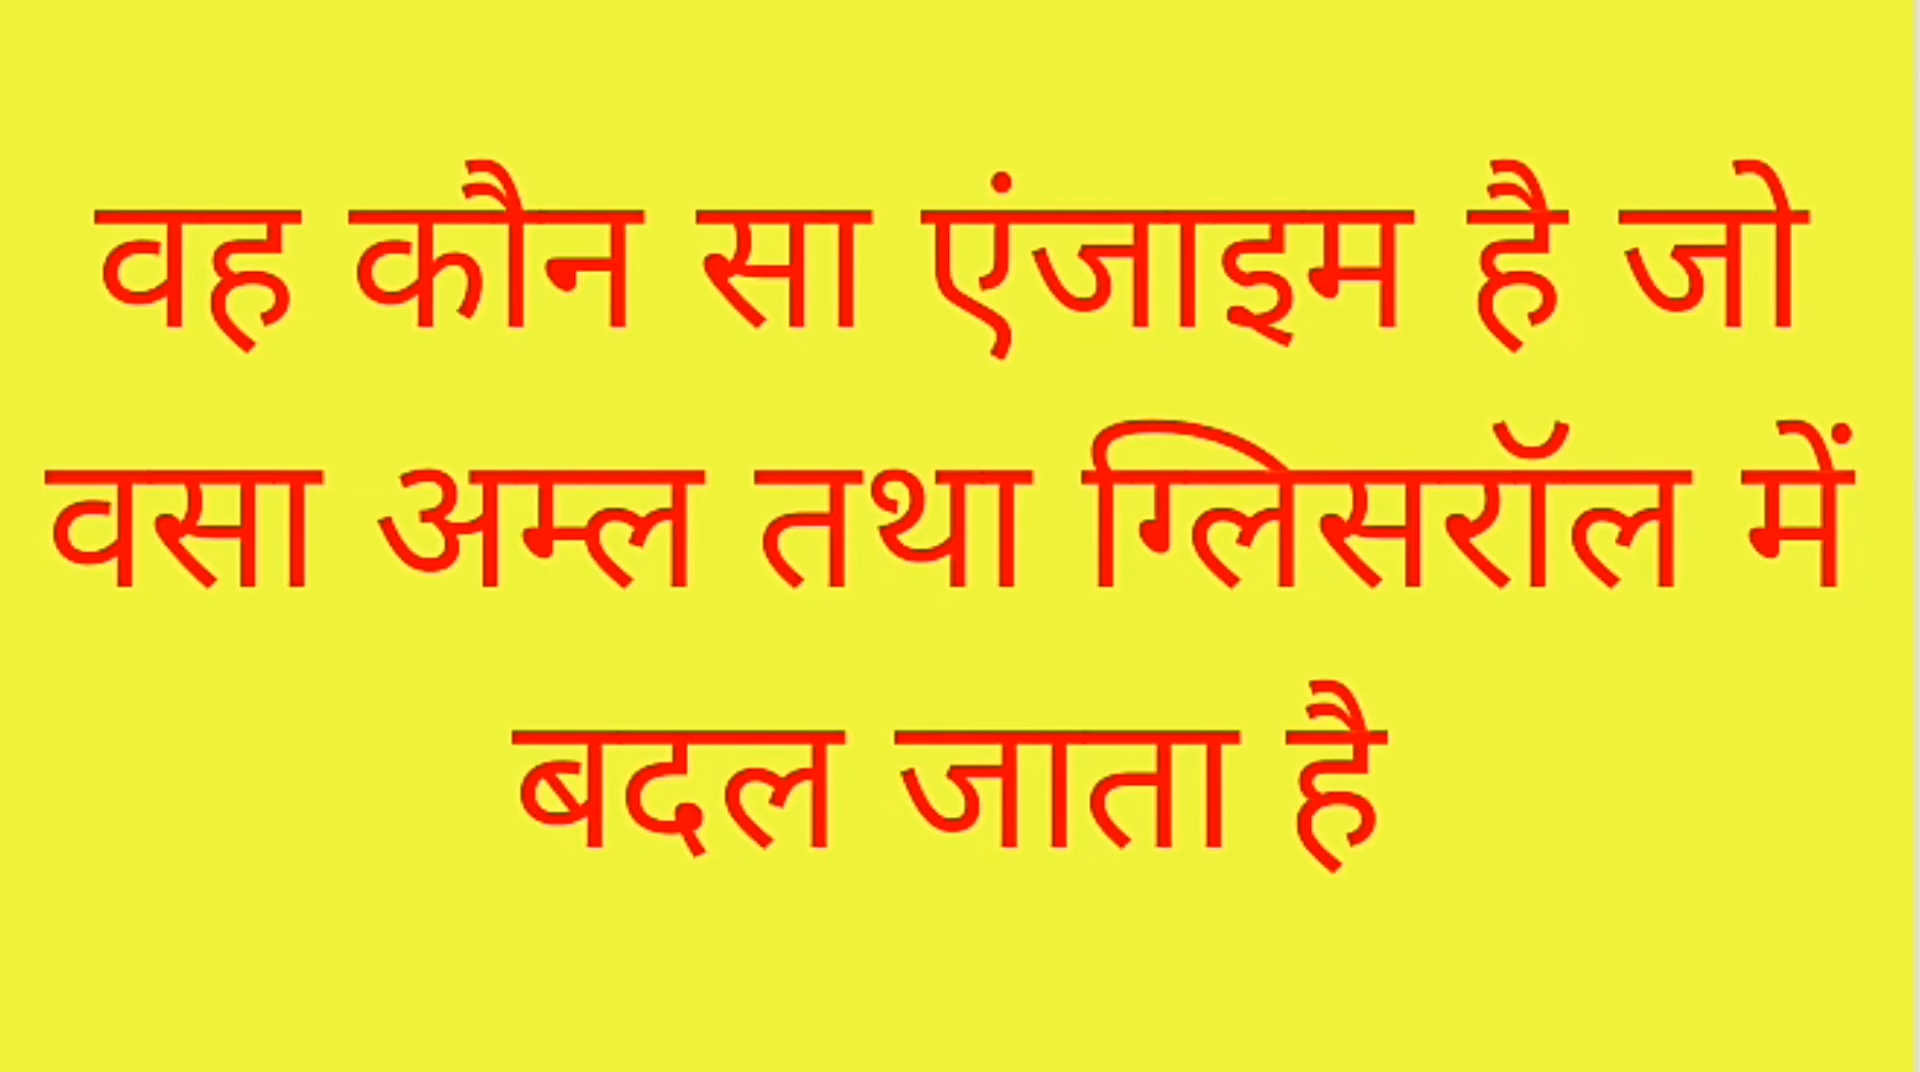 वह कौन सा एंजाइम है जो
वसा अम्ल तथा ग्लिसरॉल में
बदल जाता है